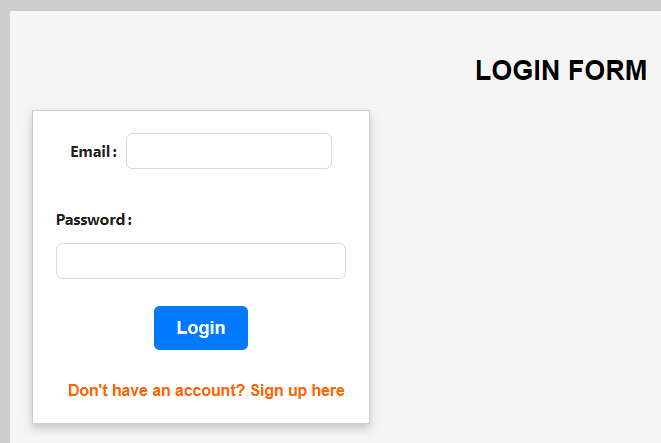 LOGIN FORM
Email:
Password:
Login
Don't have an account? Sign up here